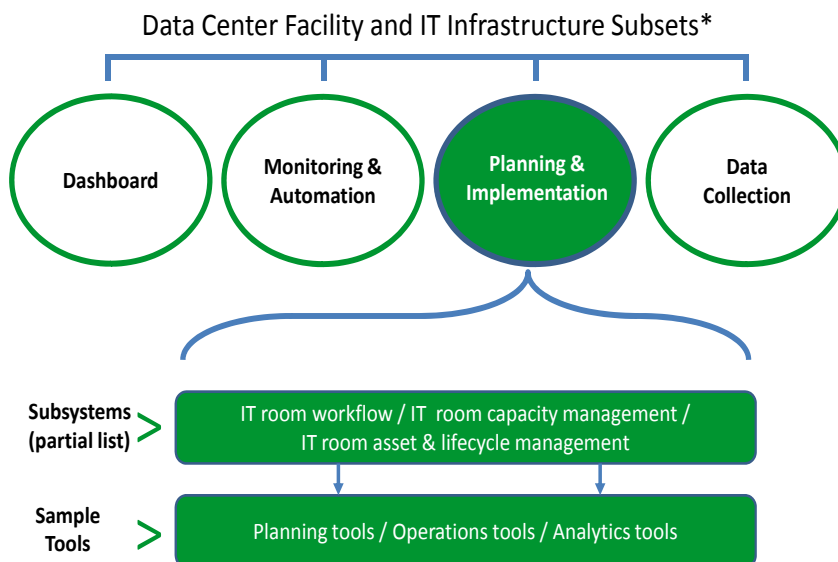 Data Center Facility and IT Infrastructure Subsets*
Dashboard
Monitoring &
Automation
Planning &
Implementation
Data
Collection
Subsystems
(partial list)
IT room workflow / IT room capacity management /
IT room asset & lifecycle management
Sample
Tools
Planning tools / Operations tools / Analytics tools